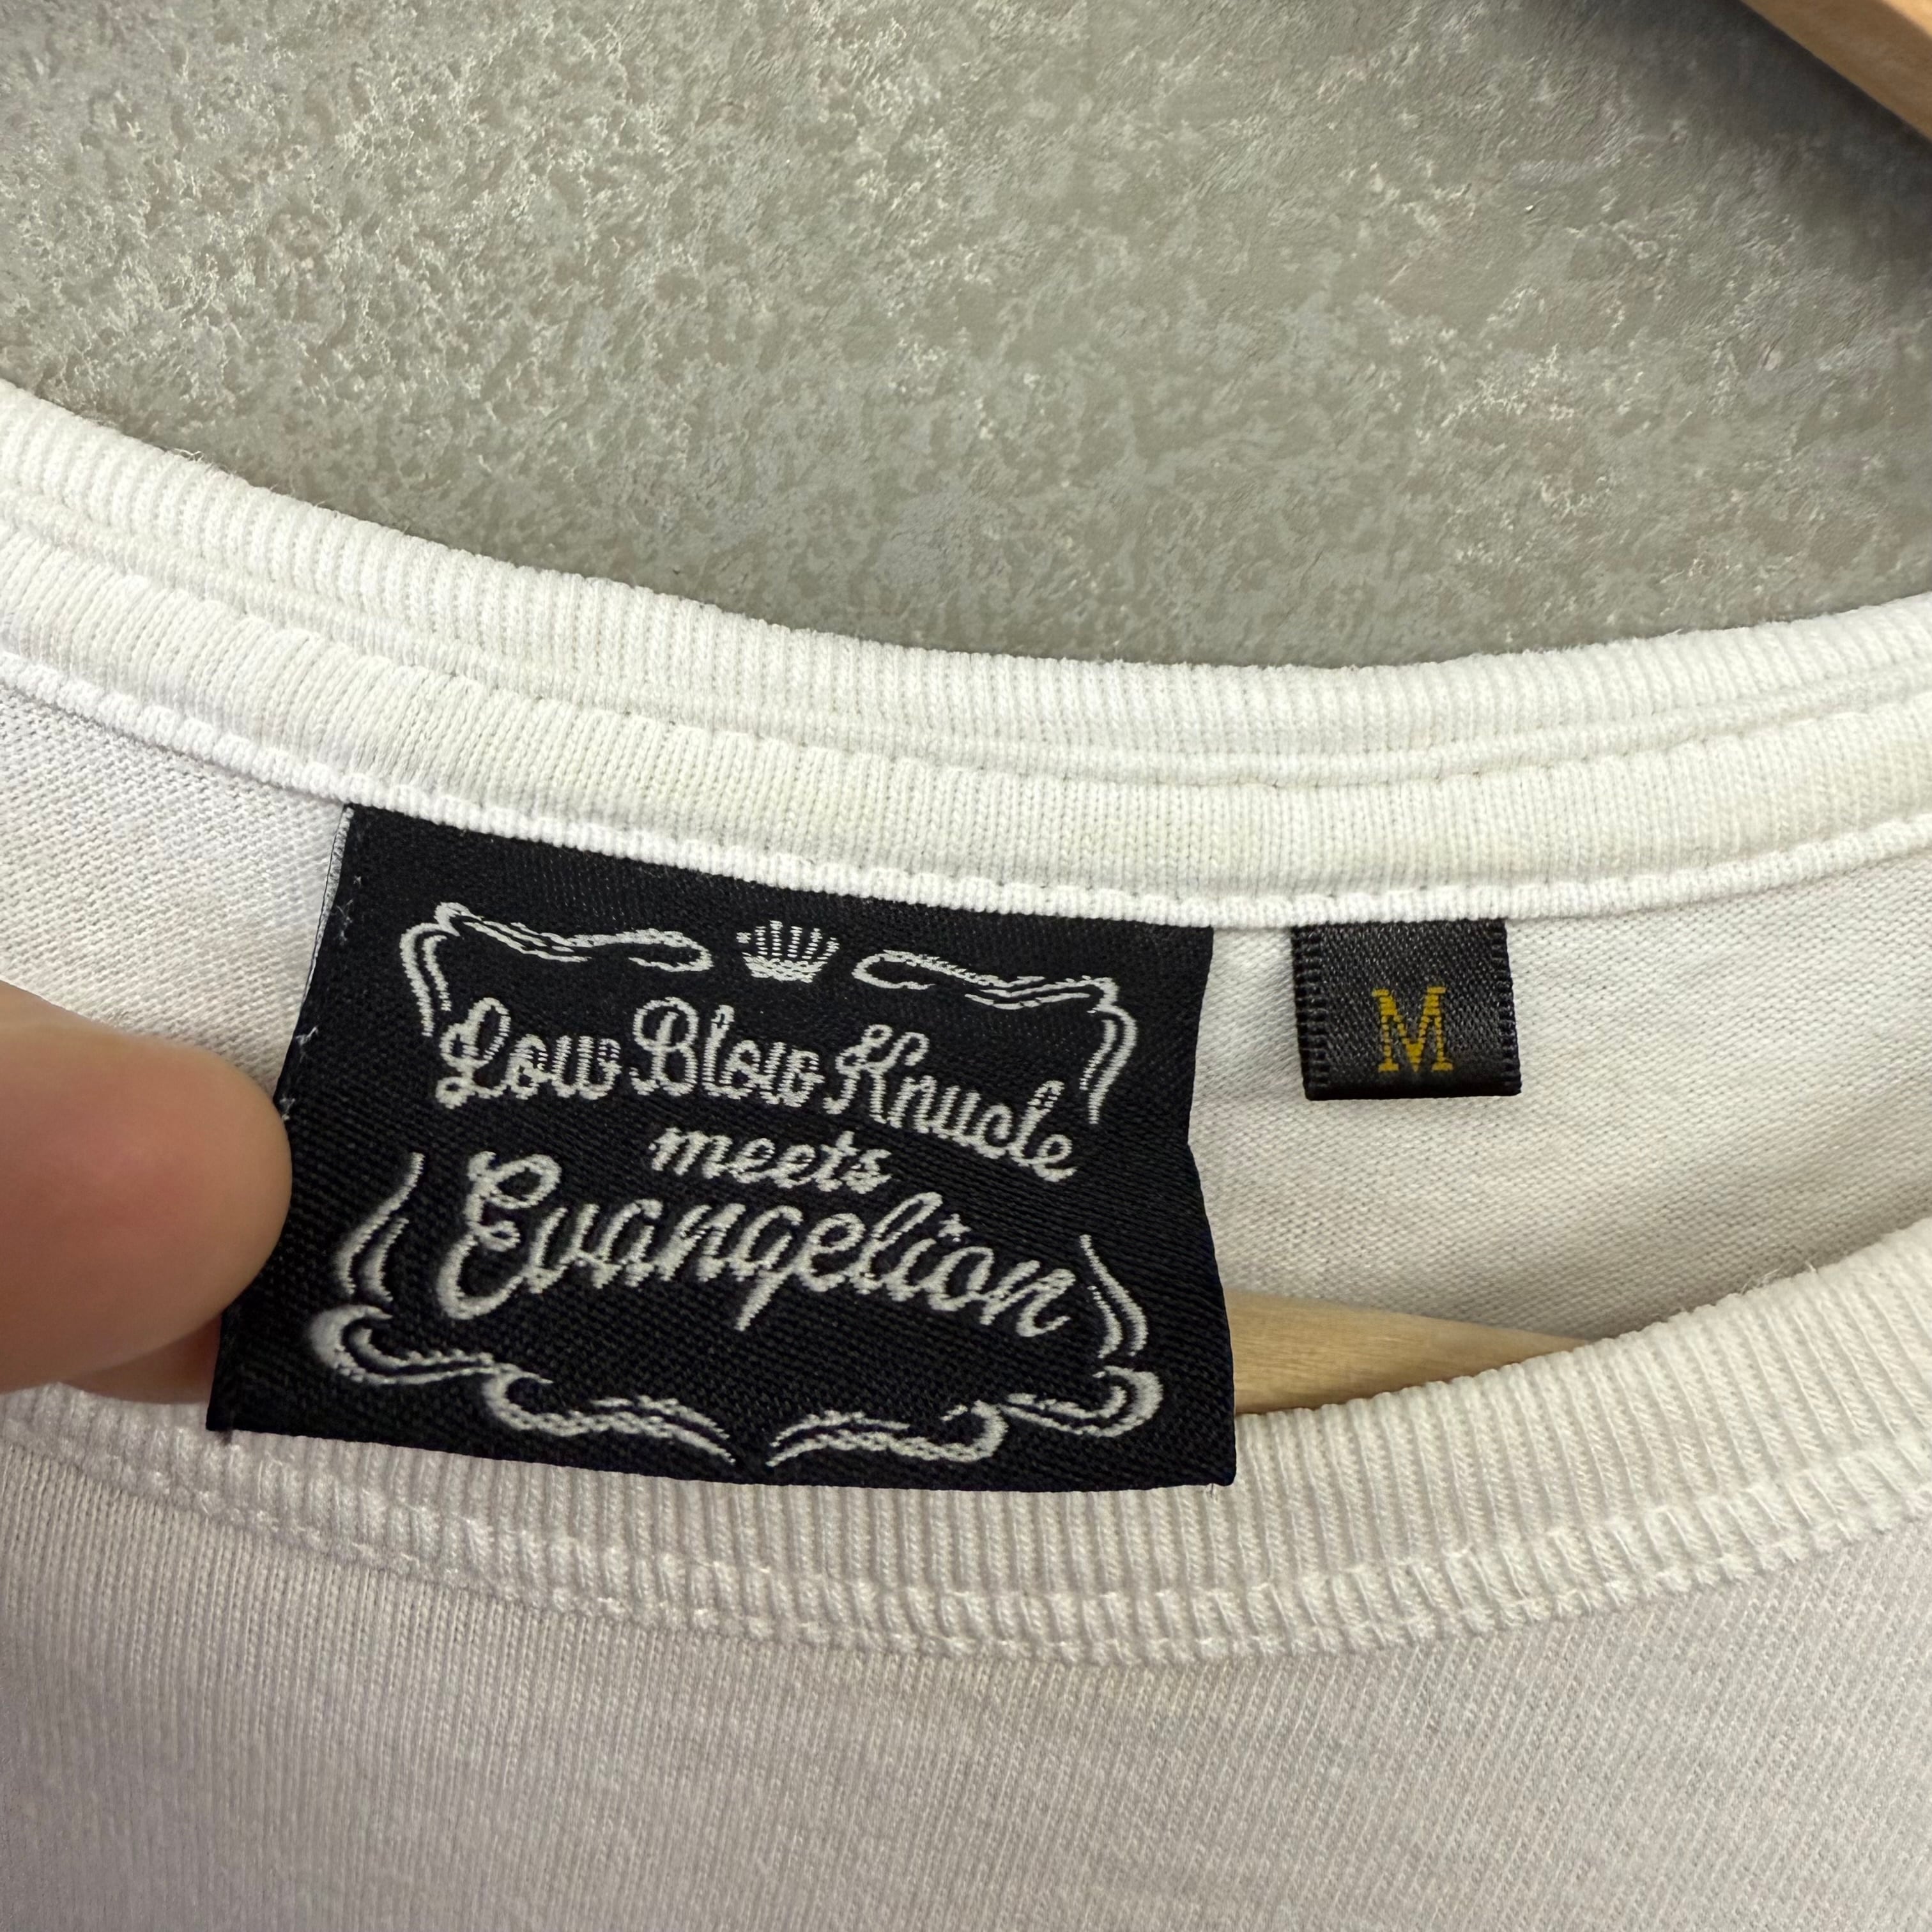 Low Blow Knucle
meets
Evangelion
M